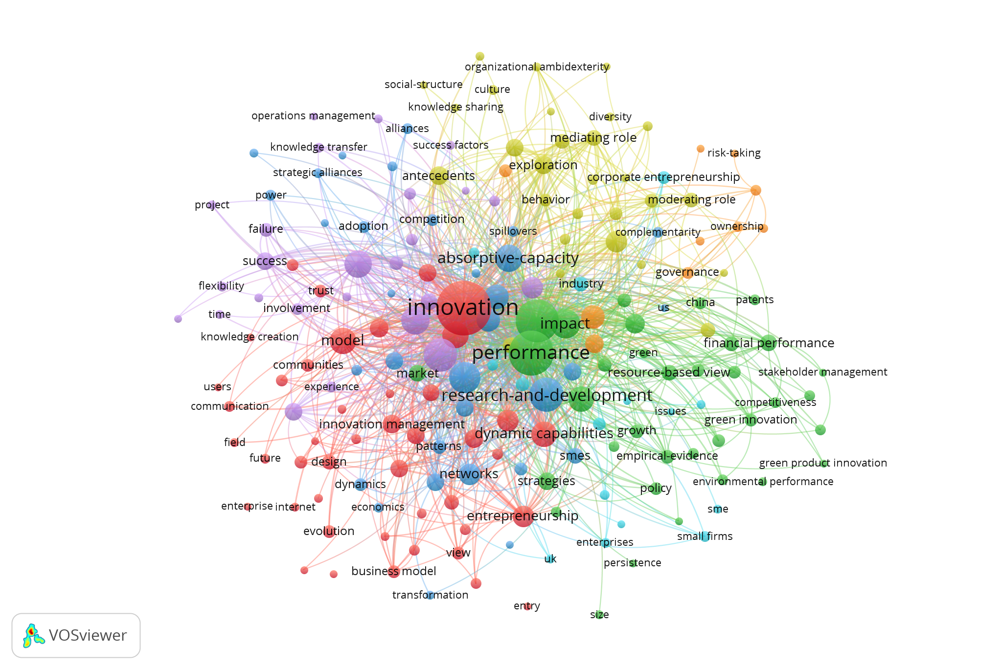 organizational ambidexterity
social-structure
culture
knowledge sharing
operations management
diversity
alliances
mediating role
knowledge transfer
success factors
risk-taking
exploration
strategic alliances
antecedents
corporate entrepreneurship
power
behavior
moderating role
project
competition
adoption
failure
spillovers
complementarity
ownership
absorptive-capacity
success
governance
industry
flexibility
trust
china
patents
innovation
involvement
us
time
impact
knowledge creation
model
financial performance
performance
green
communities
market
resource-based view
stakeholder management
users
experience
research-and-development
communication
competitiveness
issues
innovation management
green innovation
dynamic capabilities
growth
field
patterns
future
design
smes
empirical-evidence
green product innovation
networks
dynamics
strategies
policy
environmental performance
enterprise
internet
economics
sme
entrepreneurship
evolution
small firms
enterprises
view
uk
persistence
business model
transformation
entry
size
VOSviewer